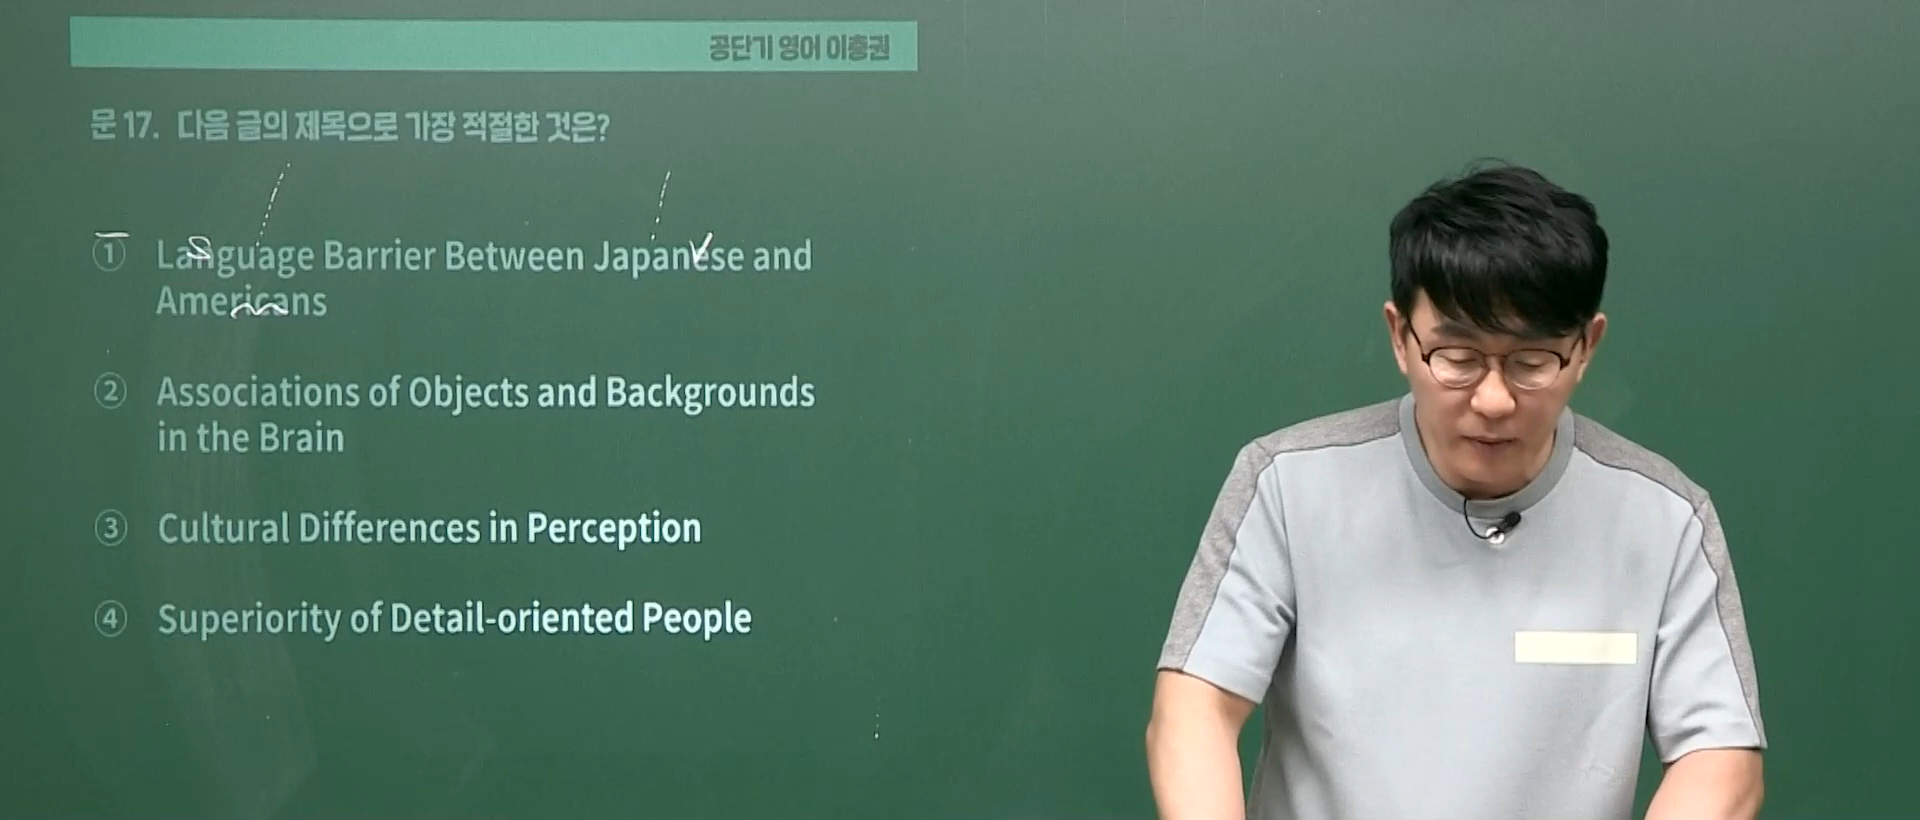 공단기 영어 이충권
문 17. 다음 글의 제목으로 가장 적절한 것은?
① Language Barrier Between Japanese and
Americans
② Associations of Objects and Backgrounds
in the Brain
③ Cultural Differences in Perception
④ Superiority of Detail-oriented People